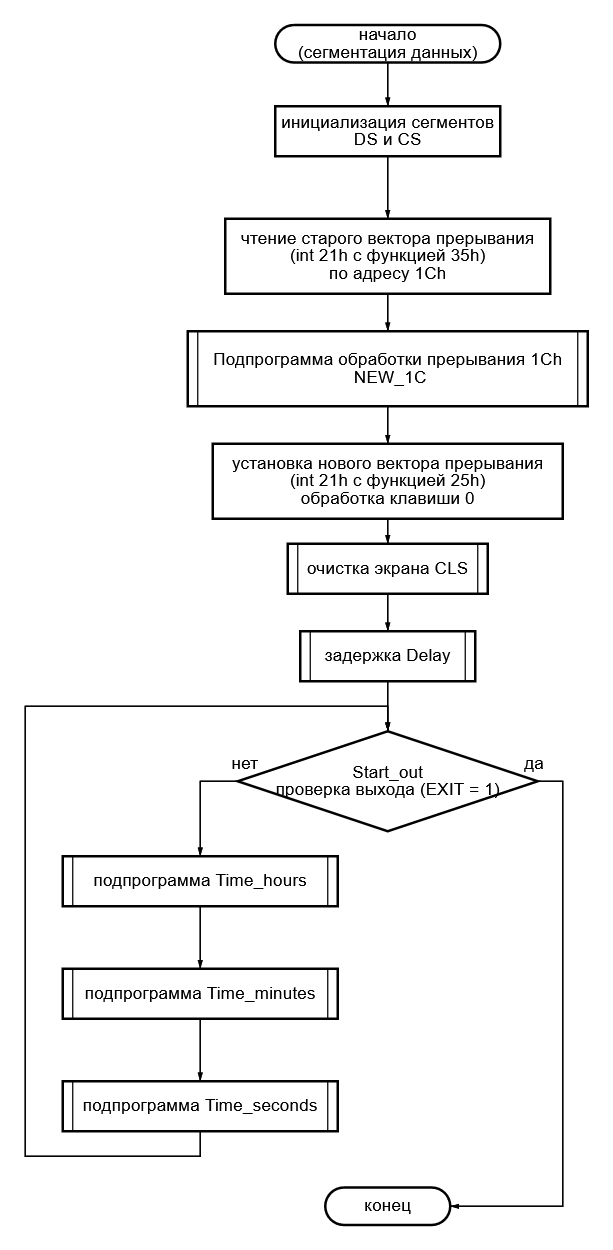 начало
(сегментация данных)
инициализация сегментов
DS и CS
чтение старого вектора прерывания
(int 21h с функцией 35h)
по адресу 1Ch
Подпрограмма обработки прерывания 1Ch
NEW_1C
установка нового вектора прерывания
(int 21h с функцией 25h)
обработка клавиши 0
очистка экрана CLS
задержка Delay
нет
да
Start_out
проверка выхода (EXIT = 1)
подпрограмма Time_hours
подпрограмма Time_minutes
подпрограмма Time_seconds
конец